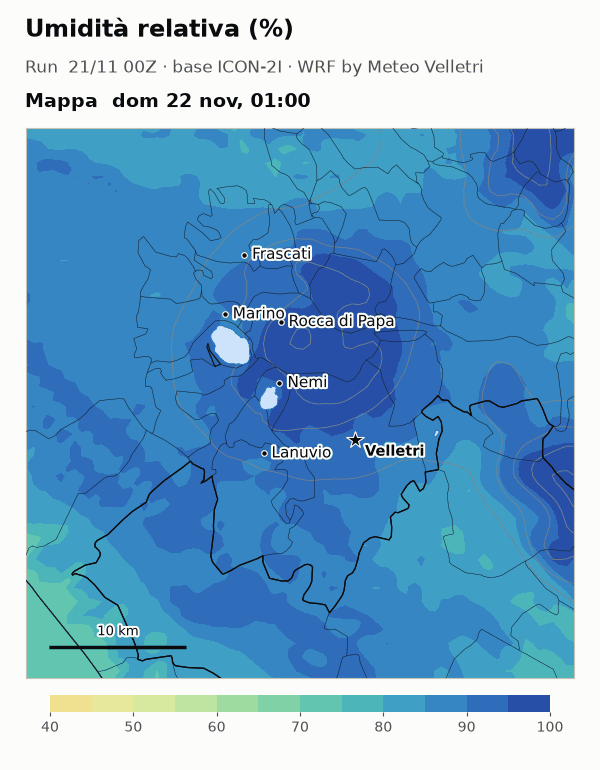 Umidità relativa (%)
Run  21/11 00Z · base ICON-2I · WRF by Meteo Velletri
Mappa  dom 22 nov, 01:00
Frascati
Marino
Rocca di Papa
Nemi
Velletri
Lanuvio
10 km
40 50 60 70 80 90 100